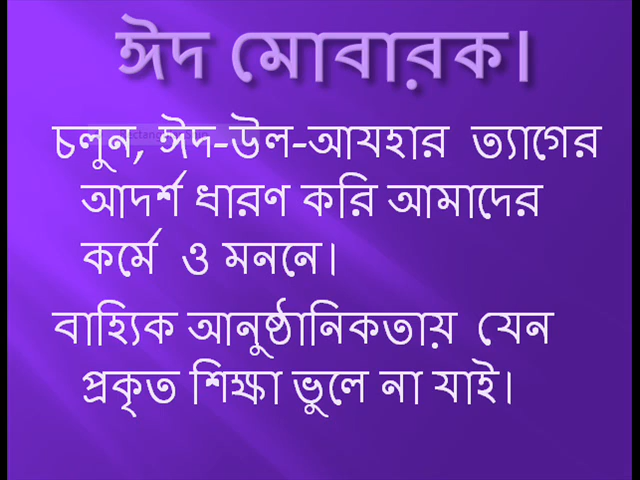 ঈদ মোবারক।
চলুন, ঈদ-উল-আযহার ত্যাগের
আদর্শ ধারণ করি আমাদের
কর্মে ও মননে।
বাহ্যিক আনুষ্ঠানিকতায় যেন
প্রকৃত শিক্ষা ভুলে না যাই।